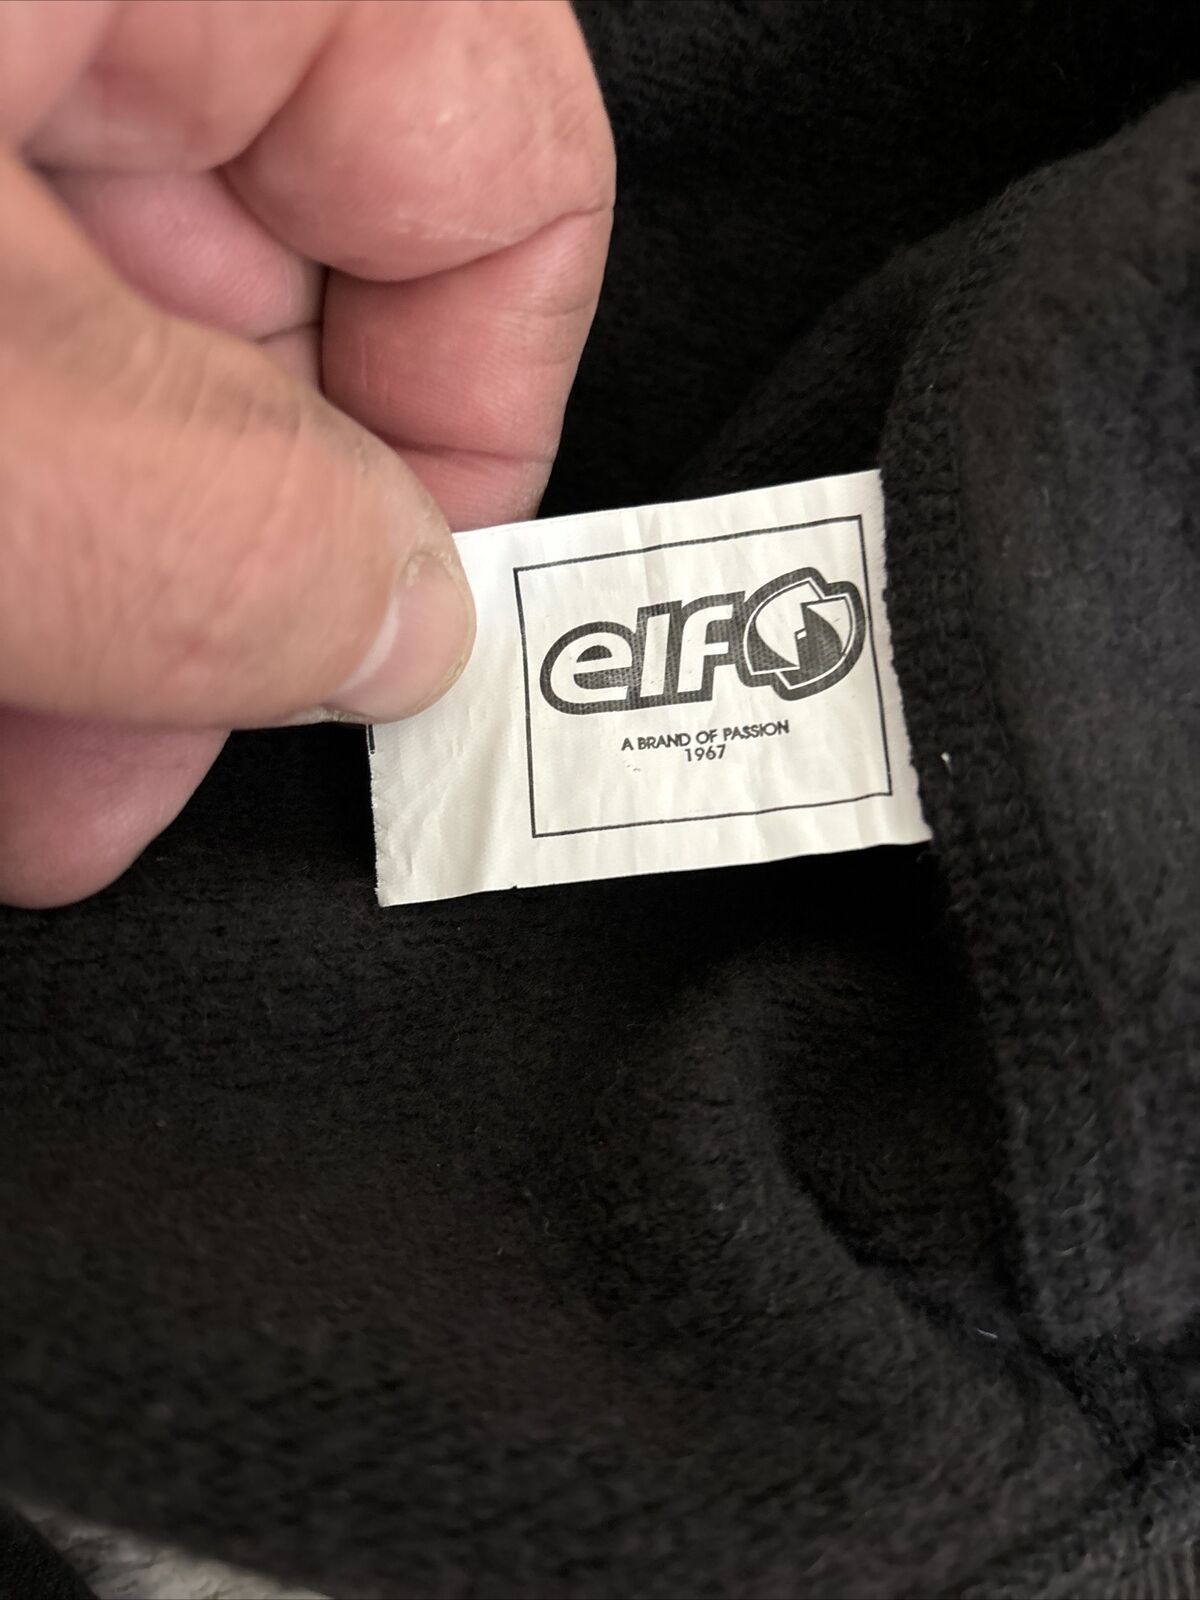 elf
A BRAND OF PASSION
1967